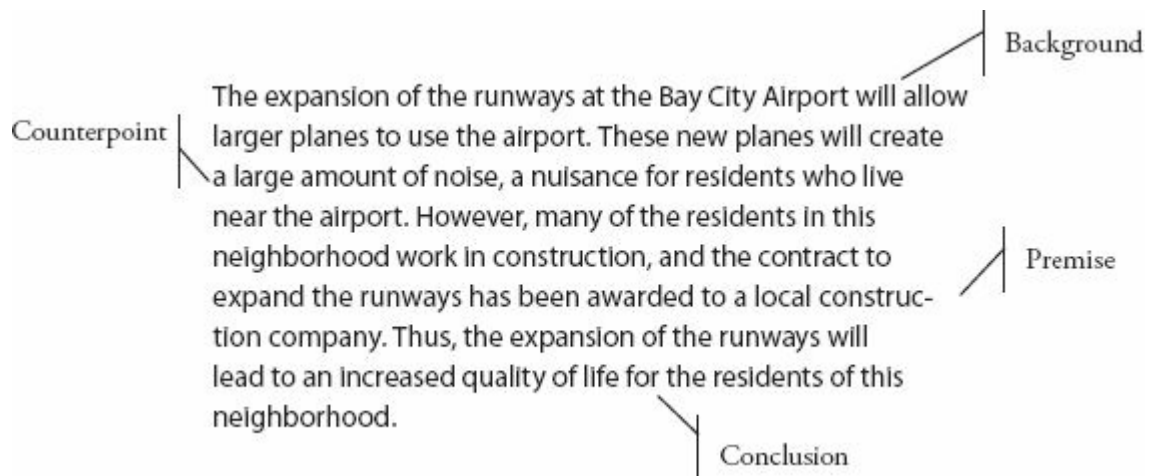 Background
The expansion of the runways at the Bay City Airport will allow
Counterpoint
larger planes to use the airport. These new planes will create
a large amount of noise, a nuisance for residents who live
near the airport. However, many of the residents in this
neighborhood work in construction, and the contract to
Premise
expand the runways has been awarded to a local construc-
tion company. Thus, the expansion of the runways will
lead to an increased quality of life for the residents of this
neighborhood.
Conclusion